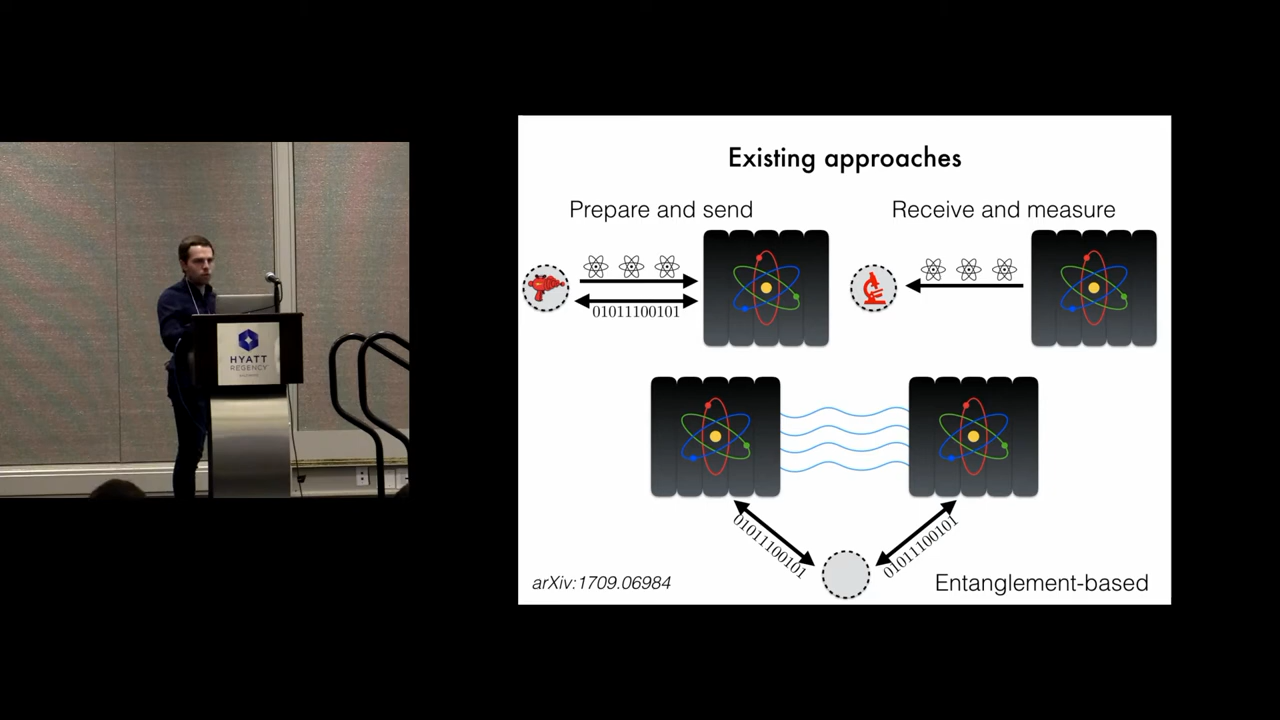 Existing approaches
Prepare and send
Receive and measure
01011100101
01011100101
01011100101
arXiv:1709.06984
Entanglement-based
HYATT
REGENCY